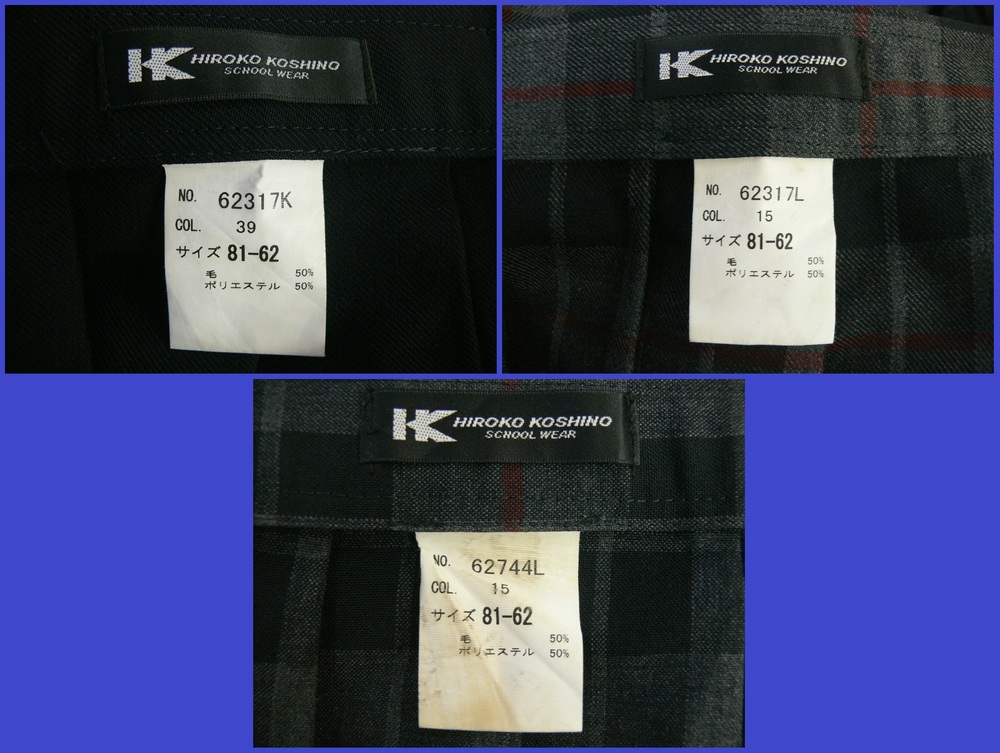 HK HIROKO KOSHINO
SCHOOL WEAR
NO. 62317K
COL. 39
サイズ 81-62
毛 50%
ポリエステル 50%
HK HIROKO KOSHINO
SCHOOL WEAR
NO. 62317L
COL. 15
サイズ 81-62
毛 50%
ポリエステル 50%
HK HIROKO KOSHINO
SCHOOL WEAR
NO. 62744L
COL. 15
サイズ 81-62
毛 50%
ポリエステル 50%